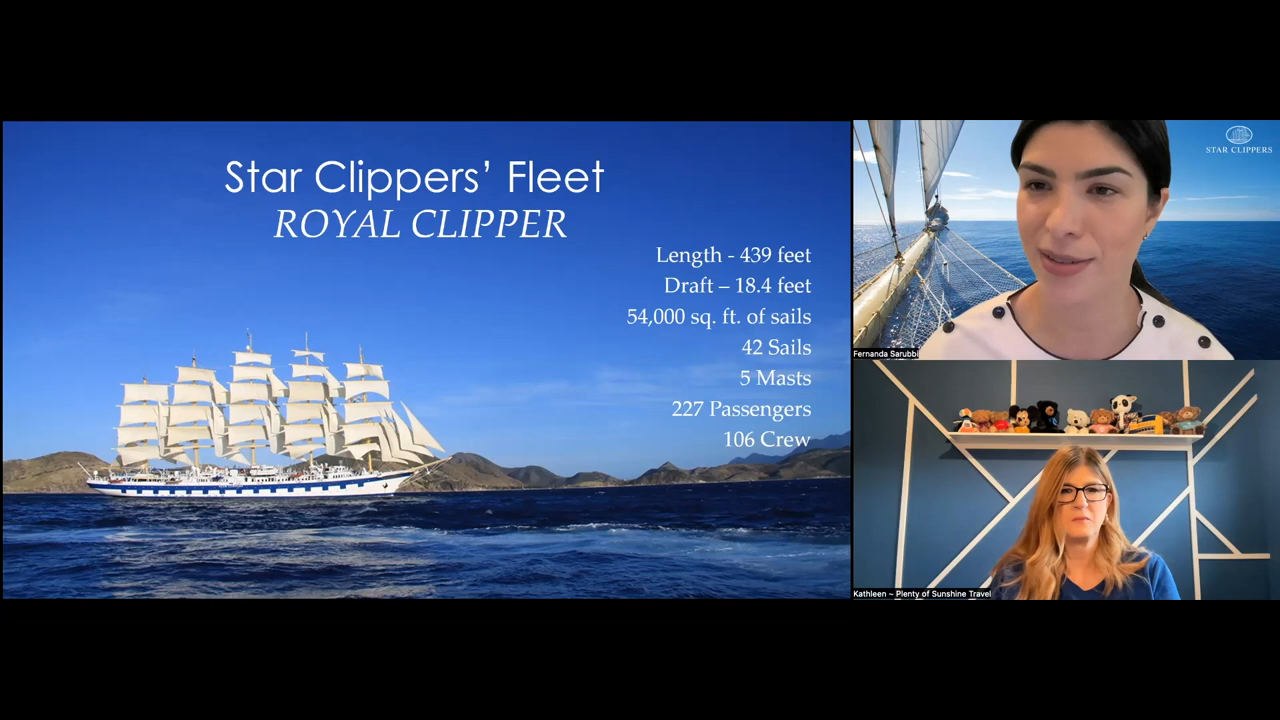 Star Clippers’ Fleet
ROYAL CLIPPER
Length - 439 feet
Draft – 18.4 feet
54,000 sq. ft. of sails
42 Sails
5 Masts
227 Passengers
106 Crew
STAR CLIPPERS
Fernanda Sarubbi
Kathleen ~ Plenty of Sunshine Travel